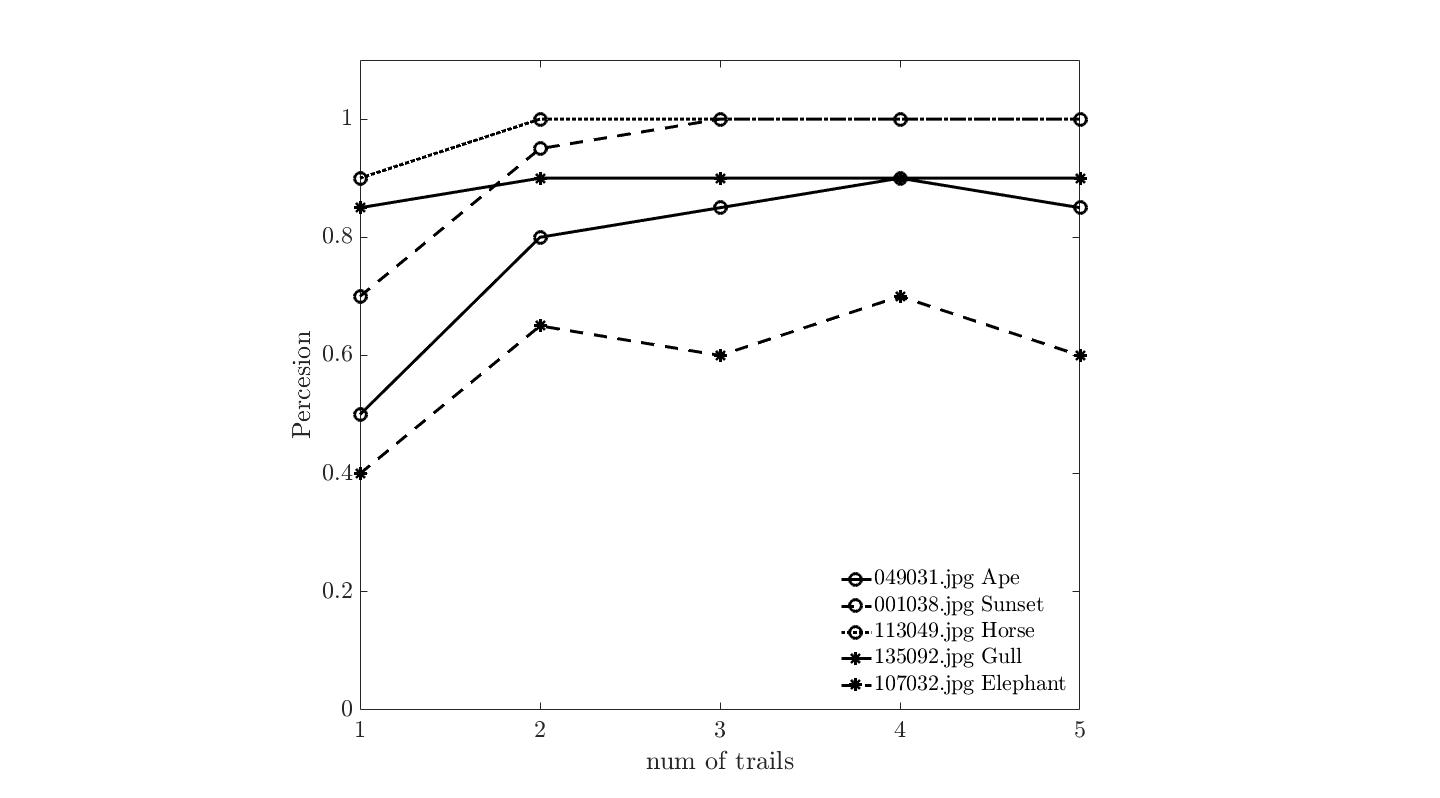 1
0.8
0.6
0.4
0.2
0
Percesion
1 2 3 4 5
num of trails
049031.jpg Ape
001038.jpg Sunset
113049.jpg Horse
135092.jpg Gull
107032.jpg Elephant